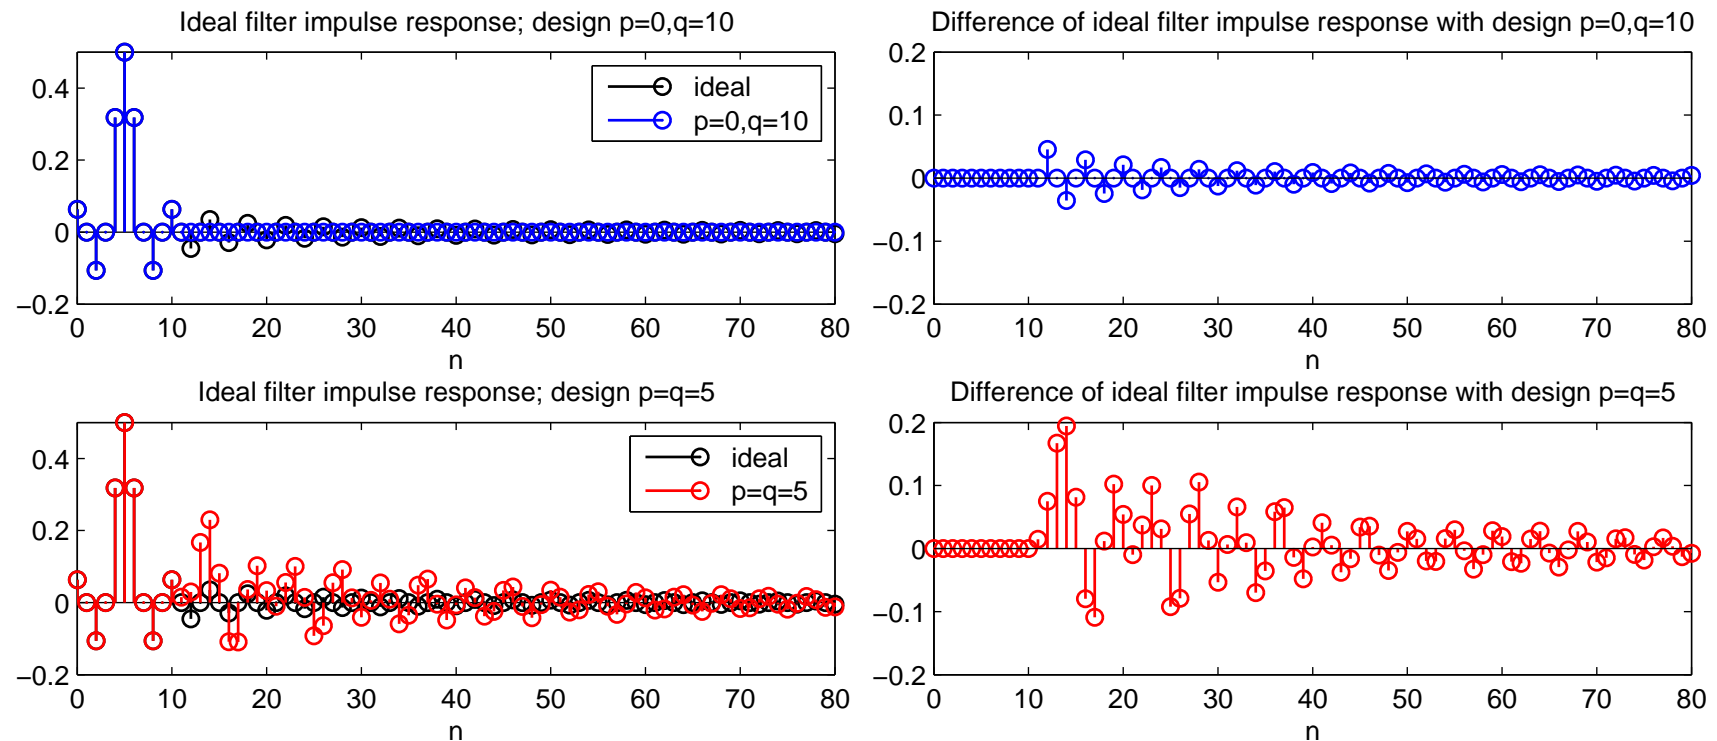 Ideal filter impulse response; design p=0,q=10
0.4
0.2
0
−0.2
0 10 20 30 40 50 60 70 80
n
ideal
p=0,q=10
Difference of ideal filter impulse response with design p=0,q=10
0.2
0.1
0
−0.1
−0.2
0 10 20 30 40 50 60 70 80
n
Ideal filter impulse response; design p=q=5
0.4
0.2
0
−0.2
0 10 20 30 40 50 60 70 80
n
ideal
p=q=5
Difference of ideal filter impulse response with design p=q=5
0.2
0.1
0
−0.1
−0.2
0 10 20 30 40 50 60 70 80
n